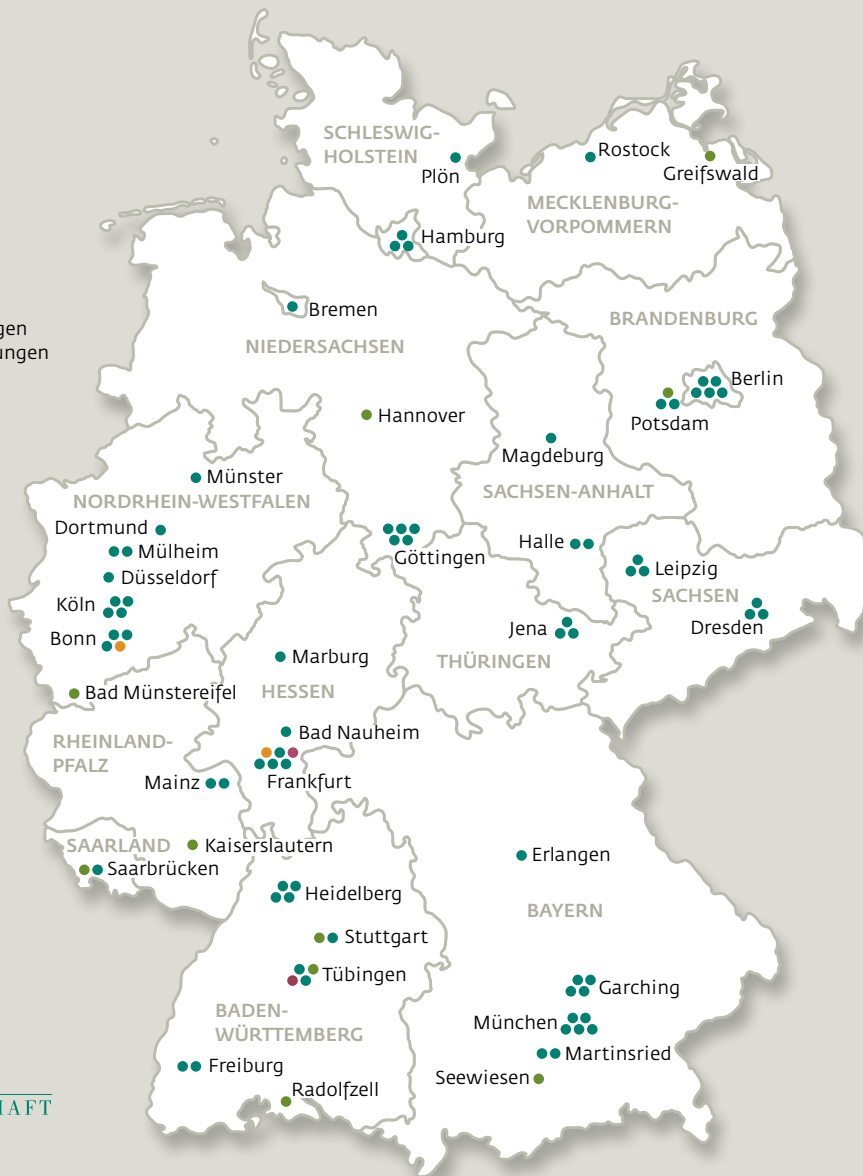 SCHLESWIG-
HOLSTEIN
Plön
Rostock
Greifswald
MECKLENBURG-
VORPOMMERN
Hamburg
Bremen
gen
ungen
NIEDERSACHSEN
BRANDENBURG
Berlin
Potsdam
Hannover
Magdeburg
SACHSEN-ANHALT
Münster
NORDRHEIN-WESTFALEN
Dortmund
Mülheim
Düsseldorf
Köln
Bonn
Göttingen
Halle
Leipzig
SACHSEN
Dresden
Jena
THÜRINGEN
Marburg
HESSEN
Bad Münstereifel
Bad Nauheim
RHEINLAND-
PFALZ
Mainz
Frankfurt
SAARLAND
Kaiserslautern
Saarbrücken
Erlangen
Heidelberg
BAYERN
Stuttgart
Tübingen
Garching
BADEN-
WÜRTTEMBERG
München
Martinsried
Freiburg
Seewiesen
Radolfzell
HAFT